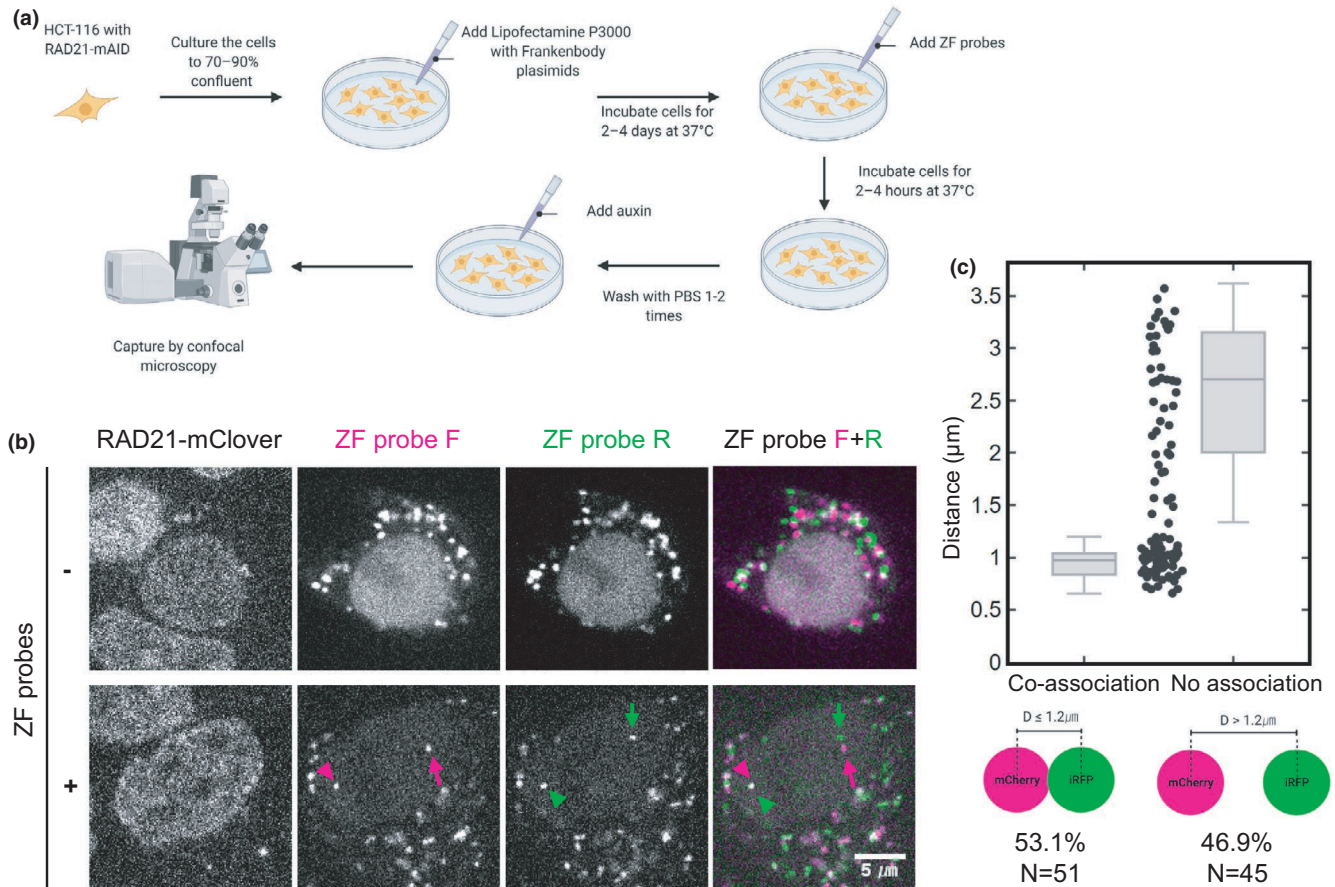 (a)
HCT-116 with
RAD21-mAID
Culture the cells
to 70–90%
confluent
Add Lipofectamine P3000
with Frankenbody
plasimids
Incubate cells for
2–4 days at 37°C
Add ZF probes
Incubate cells for
2–4 hours at 37°C
Wash with PBS 1-2
times
Add auxin
Capture by confocal
microscopy
(b)
RAD21-mClover
ZF probe F
ZF probe R
ZF probe F+R
ZF probes
-
+
5 μm
(c)
Distance (μm)
3.5
3
2.5
2
1.5
1
0.5
0
Co-association
No association
D ≤ 1.2μm
D > 1.2μm
mCherry
iRFP
mCherry
iRFP
53.1%
46.9%
N=51
N=45